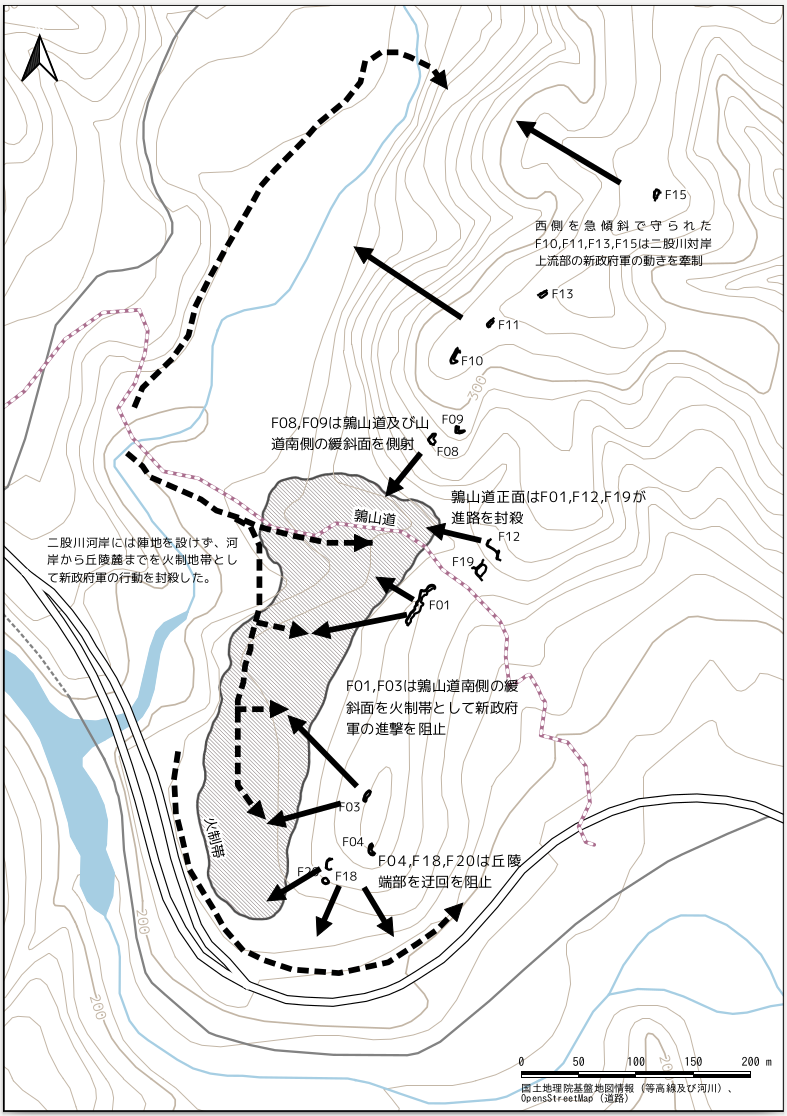 F15
西側を急傾斜で守られた
F10,F11,F13,F15は二股川対岸
上流部の新政府軍の動きを牽制
F13
F11
F10
300
F08,F09は鶉山道及び山
道南側の緩斜面を側射
F09
F08
鶉山道正面はF01,F12,F19が
進路を封殺
鶉山道
F12
F19
二股川河岸には陣地を設けず、河
岸から丘陵麓までを火制地帯とし
て新政府軍の行動を封殺した。
F01
F01,F03は鶉山道南側の緩
斜面を火制帯として新政府
軍の進撃を阻止
F03
火制帯
F04
F04,F18,F20は丘陵
端部を迂回を阻止
F20
F18
200
200
200
0 50 100 150 200 m
国土地理院基盤地図情報（等高線及び河川）、
OpensStreetMap（道路）